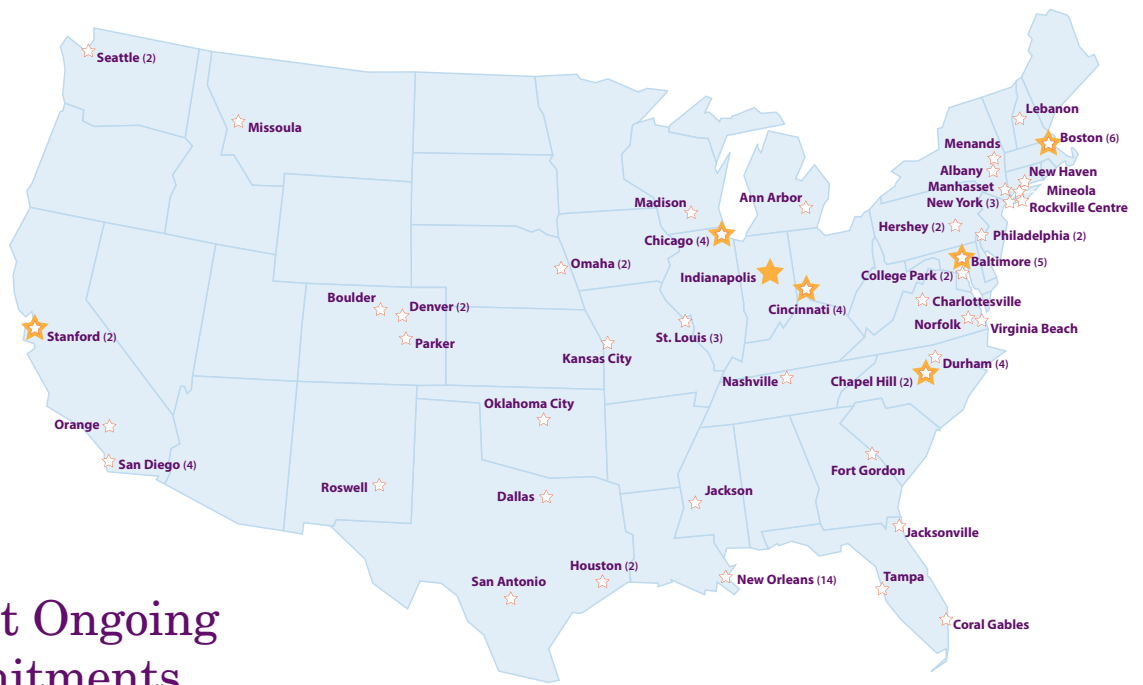 Seattle (2)
Missoula
Lebanon
Boston (6)
Menands
Albany
New Haven
Manhasset
Mineola
New York (3)
Rockville Centre
Madison
Ann Arbor
Hershey (2)
Philadelphia (2)
Chicago (4)
Baltimore (5)
Omaha (2)
Indianapolis
College Park (2)
Boulder
Denver (2)
Cincinnati (4)
Charlottesville
Stanford (2)
Parker
St. Louis (3)
Norfolk
Virginia Beach
Kansas City
Durham (4)
Nashville
Chapel Hill (2)
Oklahoma City
Orange
San Diego (4)
Fort Gordon
Roswell
Dallas
Jackson
Jacksonville
Houston (2)
San Antonio
New Orleans (14)
Tampa
Coral Gables
t Ongoing
mitments